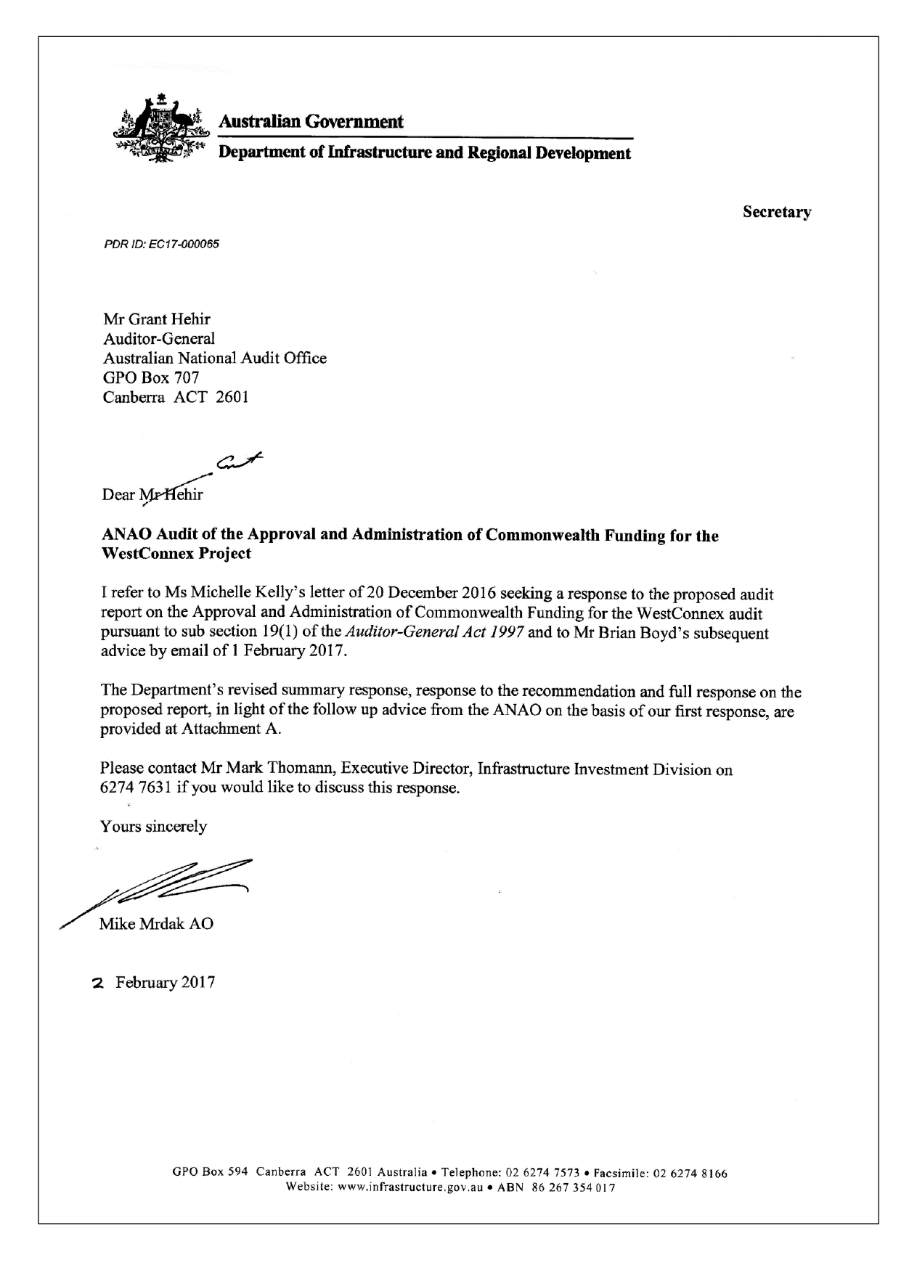 Australian Government
Department of Infrastructure and Regional Development
Secretary
PDR ID: EC17-000065
Mr Grant Hehir
Auditor-General
Australian National Audit Office
GPO Box 707
Canberra ACT 2601
Grant
Dear Mr Hehir
ANAO Audit of the Approval and Administration of Commonwealth Funding for the
WestConnex Project
I refer to Ms Michelle Kelly's letter of 20 December 2016 seeking a response to the proposed audit
report on the Approval and Administration of Commonwealth Funding for the WestConnex audit
pursuant to sub section 19(1) of the Auditor-General Act 1997 and to Mr Brian Boyd's subsequent
advice by email of 1 February 2017.
The Department's revised summary response, response to the recommendation and full response on the
proposed report, in light of the follow up advice from the ANAO on the basis of our first response, are
provided at Attachment A.
Please contact Mr Mark Thomann, Executive Director, Infrastructure Investment Division on
6274 7631 if you would like to discuss this response.
Yours sincerely
Mike Mrdak AO
2 February 2017
GPO Box 594 Canberra ACT 2601 Australia • Telephone: 02 6274 7573 • Facsimile: 02 6274 8166
Website: www.infrastructure.gov.au • ABN 86 267 354 017